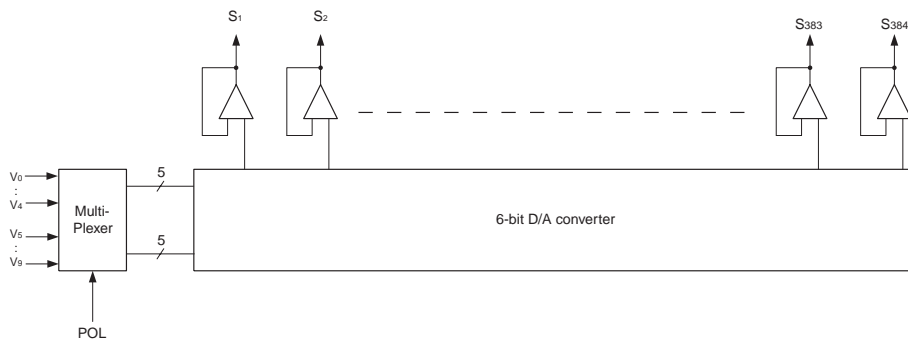 S1
S2
S383
S384
V0
:
V4
V5
:
V9
Multi-
Plexer
5
5
6-bit D/A converter
POL